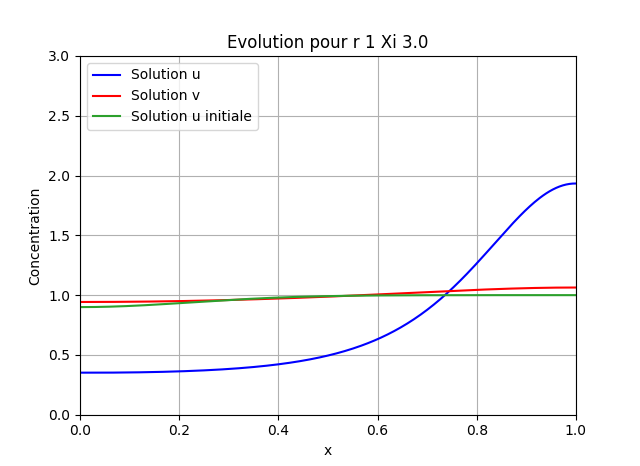 Evolution pour r 1 Xi 3.0
3.0
2.5
2.0
1.5
1.0
0.5
0.0
Concentration
Solution u
Solution v
Solution u initiale
0.0 0.2 0.4 0.6 0.8 1.0
x